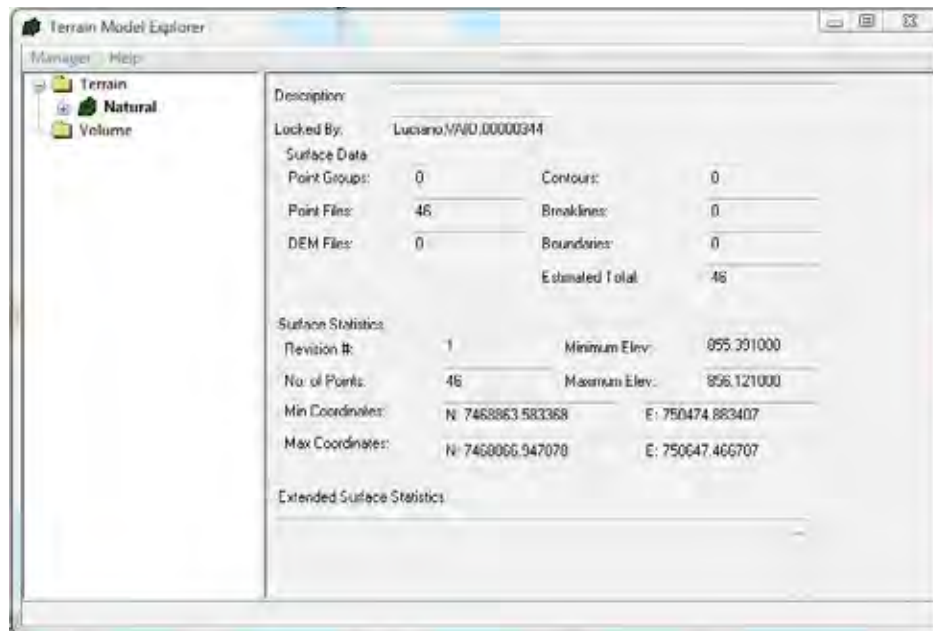 Terrain Model Explorer
Manager Help
Terrain
Natural
Volume
Description:
Locked By: Luciano,VAIO,00000344
Surface Data
Point Groups: 0 Contours: 0
Point Files: 46 Breaklines: 0
DEM Files: 0 Boundaries: 0
Estimated Total: 46
Surface Statistics
Revision #: 1 Minimum Elev: 855.391000
No. of Points: 46 Maximum Elev: 856.121000
Min Coordinates: N: 7468863.583368 E: 750474.883407
Max Coordinates: E: 750647.466707
Extended Surface Statistics